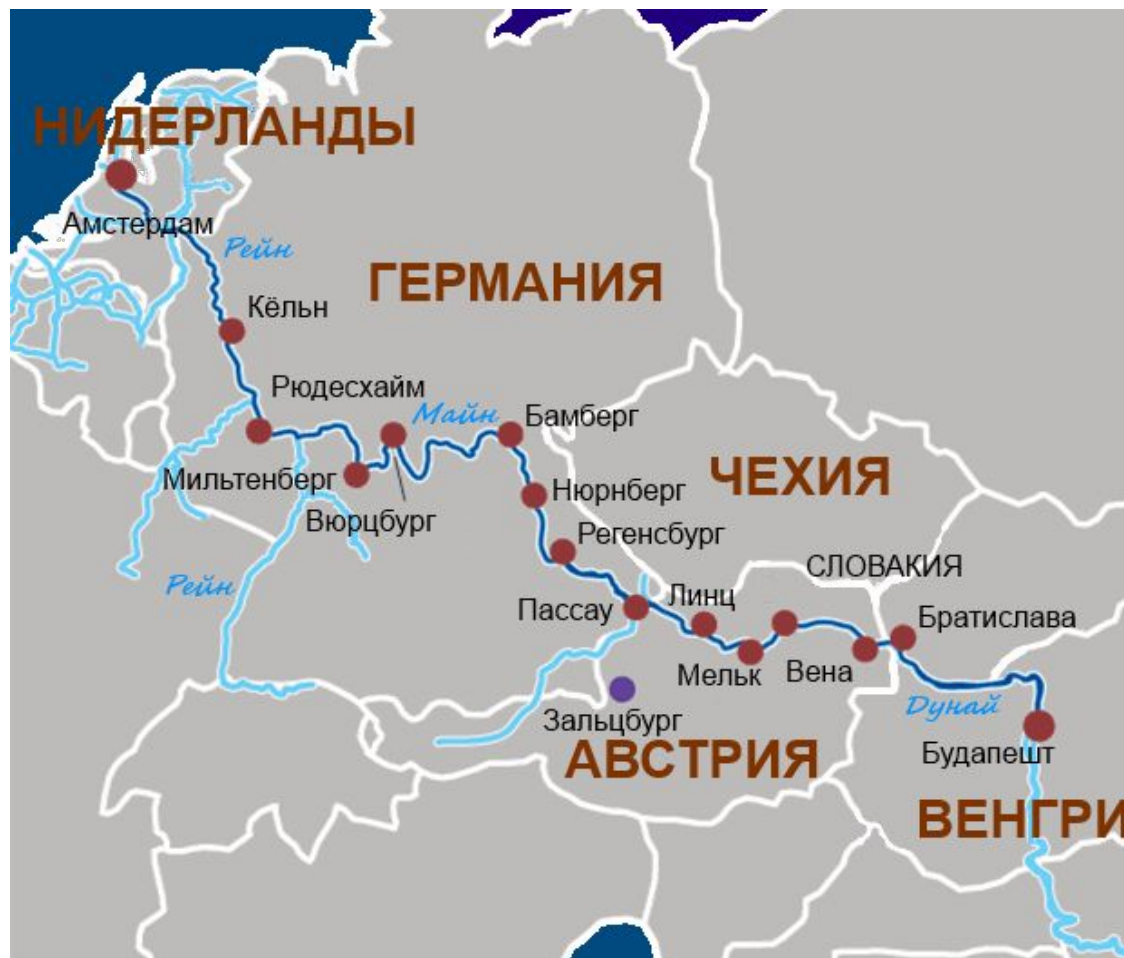 НИДЕРЛАНДЫ
Амстердам
Рейн
ГЕРМАНИЯ
Кёльн
Рюдесхайм
Майн
Бамберг
Мильтенберг
ЧЕХИЯ
Нюрнберг
Вюрцбург
Регенсбург
СЛОВАКИЯ
Рейн
Пассау
Линц
Братислава
Мельк
Вена
Зальцбург
Дунай
АВСТРИЯ
Будапешт
ВЕНГРИ